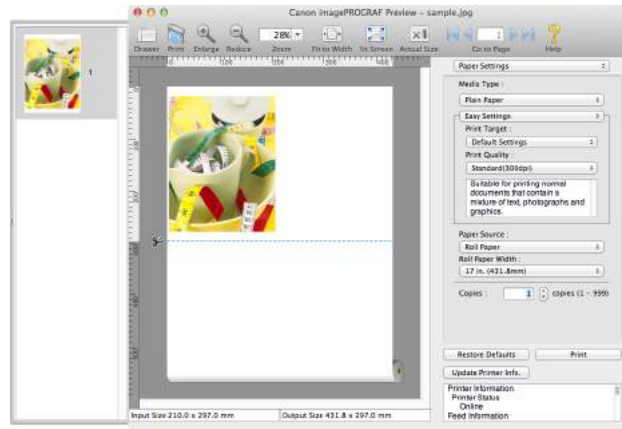 Canon imagePROGRAF Preview – sample.jpg
28%
1
Drawer Print Enlarge Reduce Zoom Fit to Width Fit Screen Actual Size Go to Page Help
1
Paper Settings
Media Type :
Plain Paper
Easy Settings
Print Target :
Default Settings
Print Quality :
Standard(300dpi)
Suitable for printing normal
documents that contain a
mixture of text, photographs and
graphics.
Paper Source :
Roll Paper
Roll Paper Width :
17 in. (431.8mm)
Copies : 1 copies (1 – 999)
Restore Defaults Print
Update Printer Info.
Printer Information
Printer Status
Online
Feed Information
Input Size 210.0 x 297.0 mm Output Size 431.8 x 297.0 mm